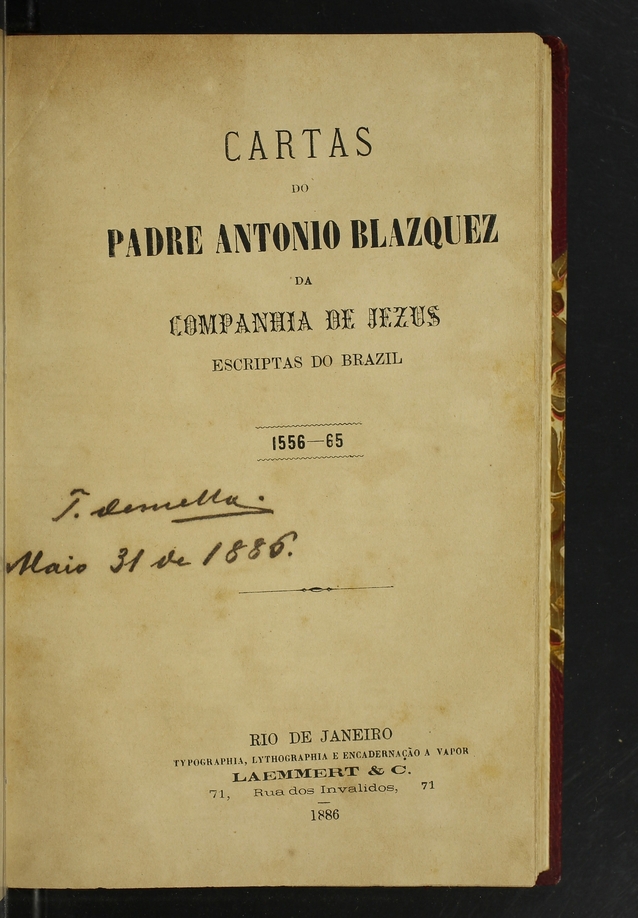 CARTAS
DO
PADRE ANTONIO BLAZQUEZ
DA
COMPANHIA DE JEZUS
ESCRIPTAS DO BRAZIL
1556—65
Maio 31 de 1886.
RIO DE JANEIRO
TYPOGRAPHIA, LYTHOGRAPHIA E ENCADERNAÇÃO A VAPOR
LAEMMERT & C.
71, Rua dos Invalidos, 71
1886